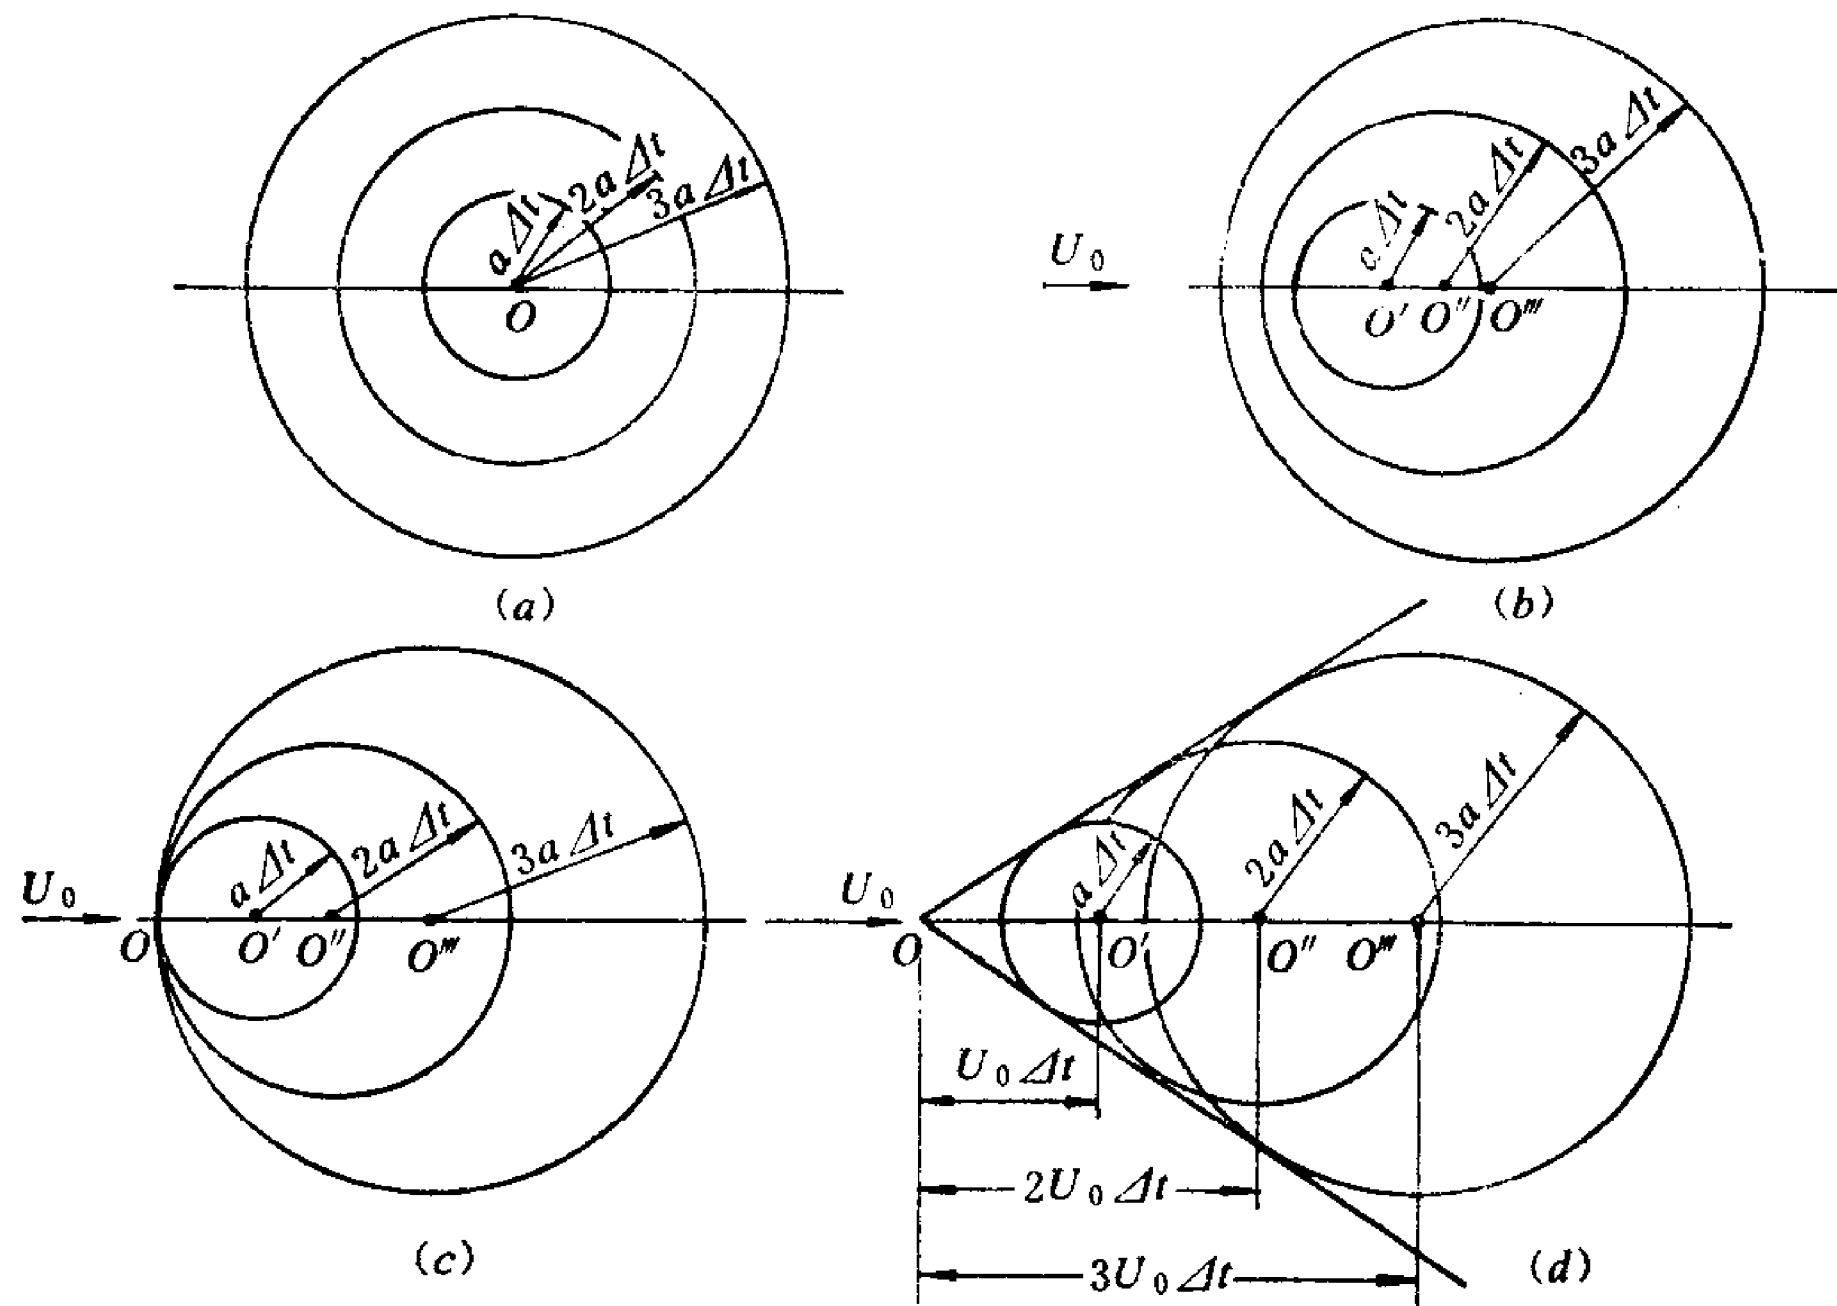 a Δt
2a Δt
3a Δt
O
(a)
U₀
a Δt
2a Δt
3a Δt
O′ O″ O‴
(b)
U₀
a Δt
2a Δt
3a Δt
O O′ O″ O‴
(c)
U₀
a Δt
2a Δt
3a Δt
O O′ O″ O‴
U₀ Δt
2U₀ Δt
3U₀ Δt
(d)